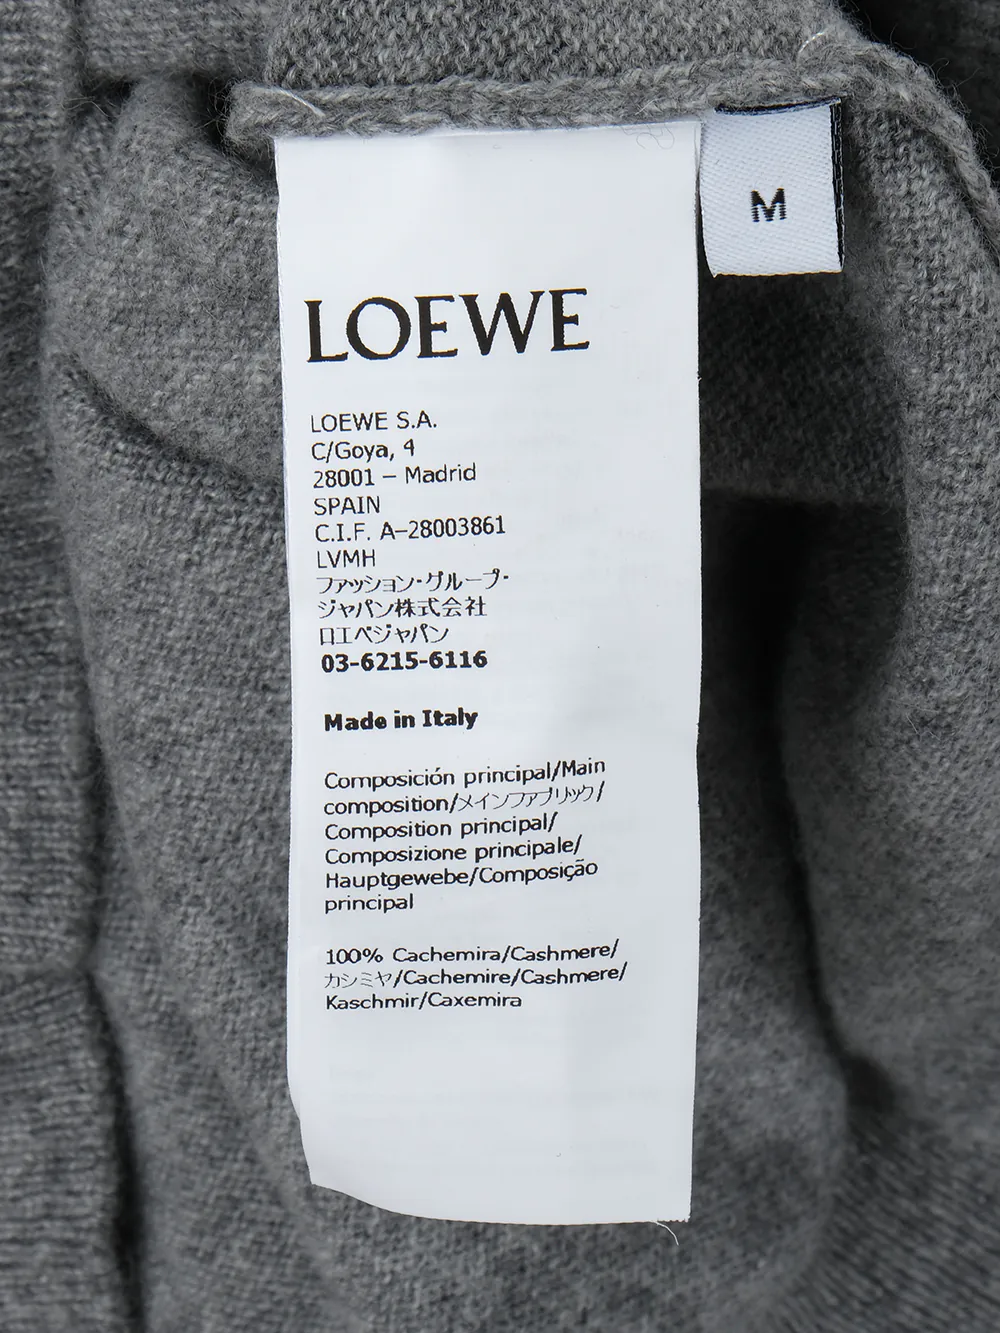 M
LOEWE
LOEWE S.A.
C/Goya, 4
28001 – Madrid
SPAIN
C.I.F. A–28003861
LVMH
ファッション・グループ・
ジャパン株式会社
ロエベジャパン
03-6215-6116
Made in Italy
Composición principal/Main
composition/メインファブリック/
Composition principal/
Composizione principale/
Hauptgewebe/Composição
principal
100% Cachemira/Cashmere/
カシミヤ/Cachemire/Cashmere/
Kaschmir/Caxemira